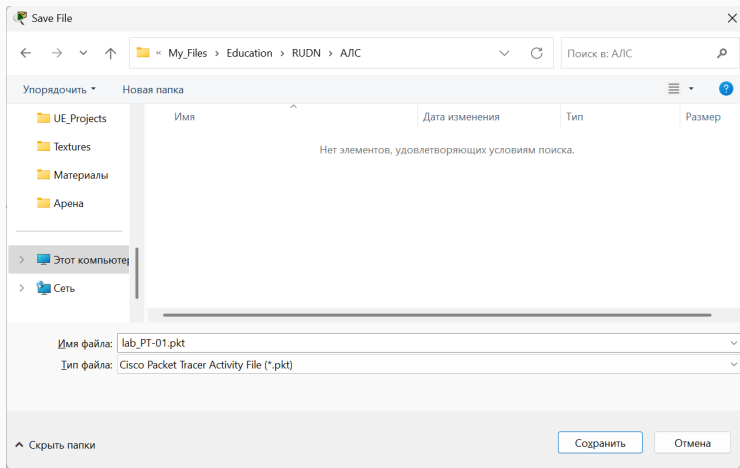 Save File
« My_Files › Education › RUDN › АЛС
Поиск в: АЛС
Упорядочить Новая папка
Имя Дата изменения Тип Размер
UE_Projects
Нет элементов, удовлетворяющих условиям поиска.
Textures
Материалы
Арена
Этот компьютер
Сеть
Имя файла: lab_PT-01.pkt
Тип файла: Cisco Packet Tracer Activity File (*.pkt)
Скрыть папки
Сохранить Отмена